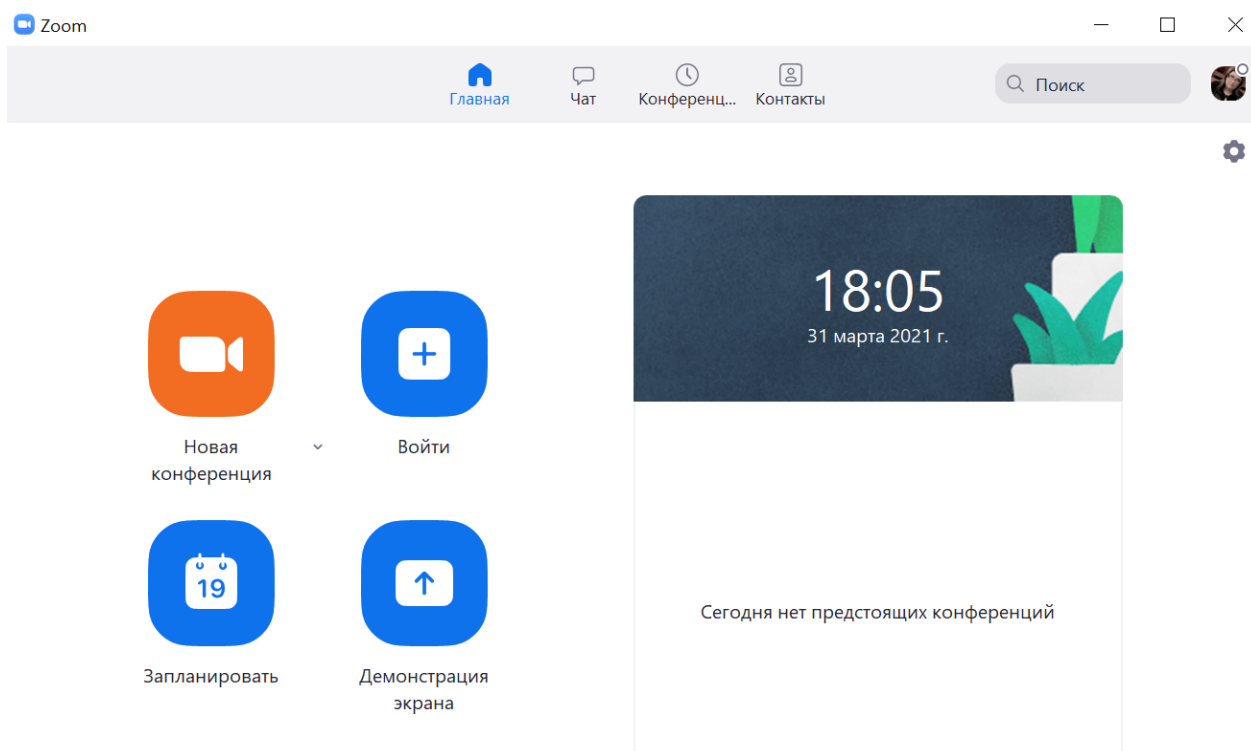 Zoom
Главная
Чат
Конференц...
Контакты
Поиск
18:05
31 марта 2021 г.
Новая
конференция
Войти
19
Запланировать
Демонстрация
экрана
Сегодня нет предстоящих конференций